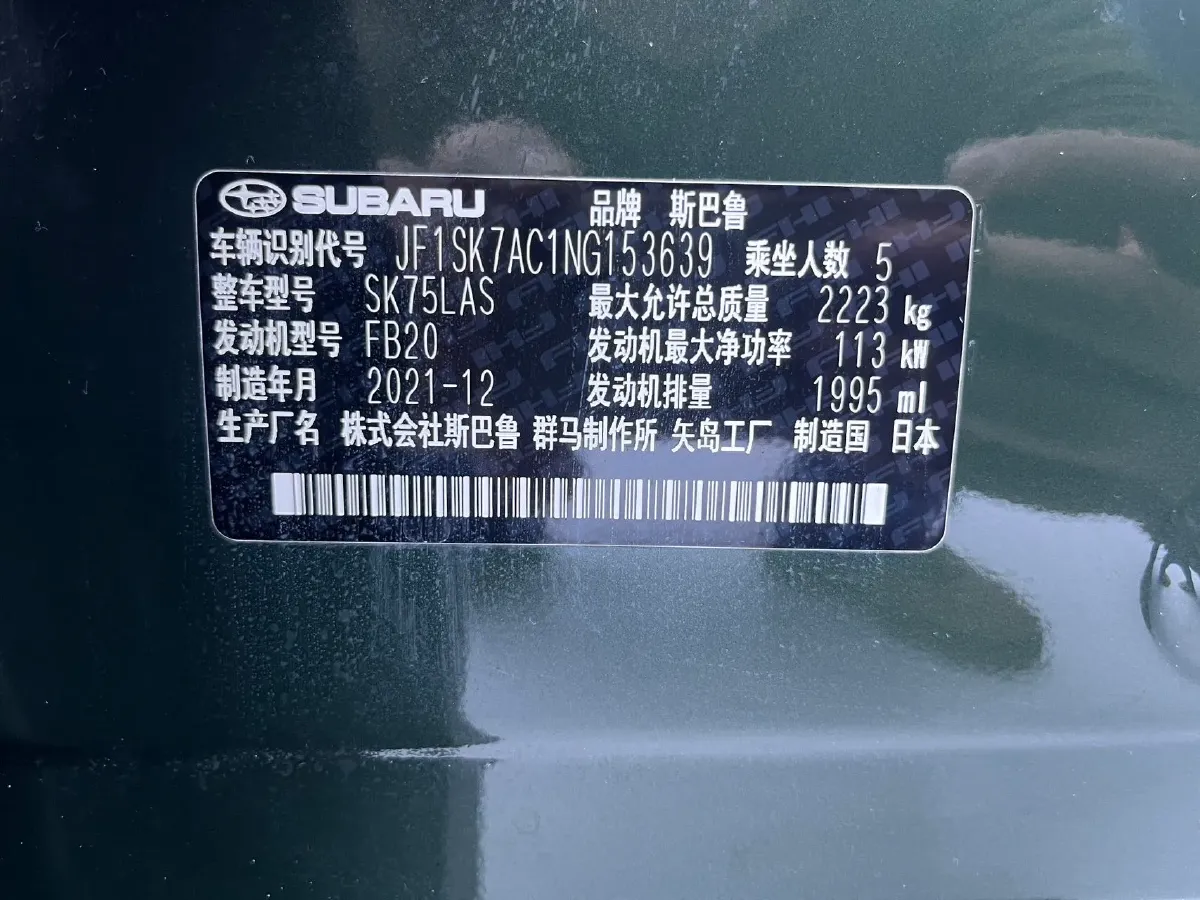 SUBARU 品牌 斯巴鲁
车辆识别代号 JF1SK7AC1NG153639 乘坐人数 5
整车型号 SK75LAS 最大允许总质量 2223 kg
发动机型号 FB20 发动机最大净功率 113 kW
制造年月 2021-12 发动机排量 1995 ml
生产厂名 株式会社斯巴鲁 群马制作所 矢岛工厂 制造国 日本